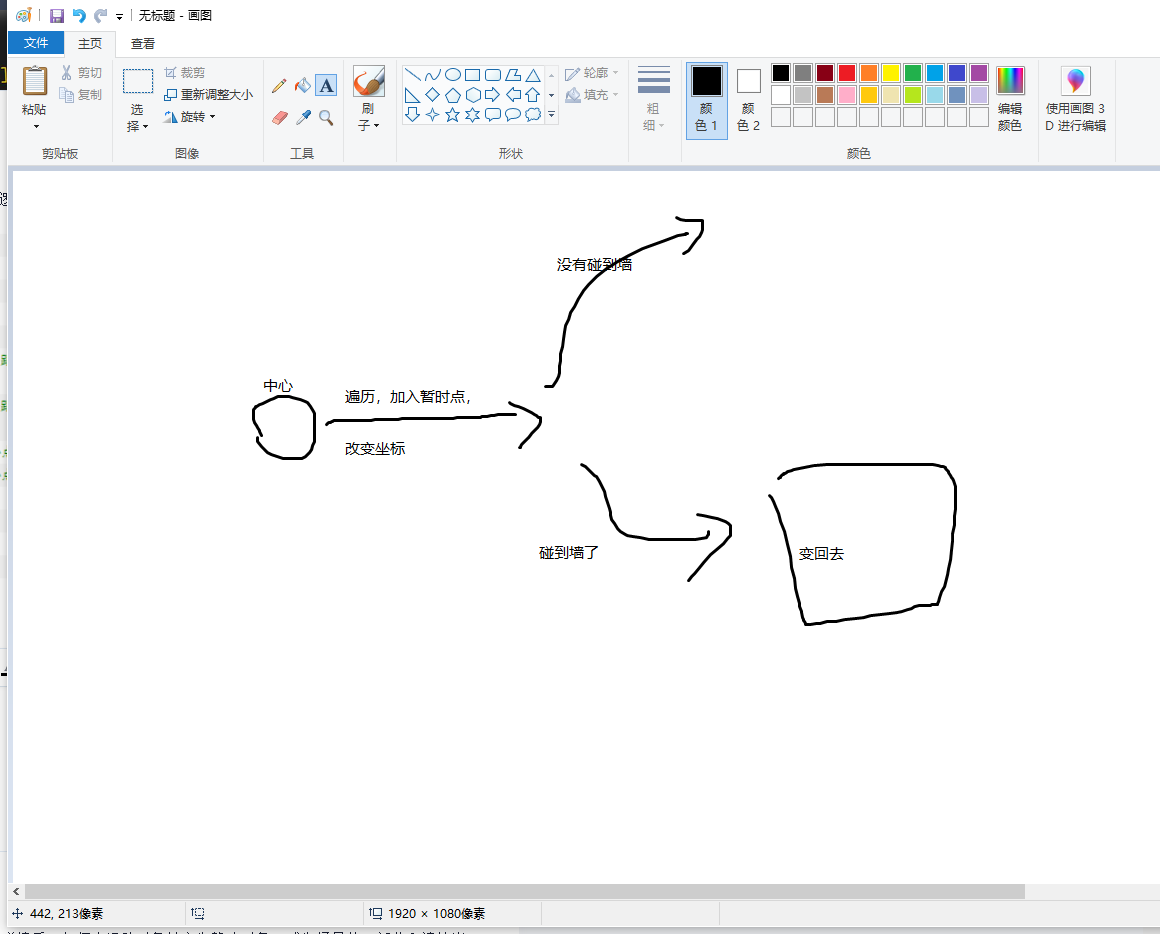 无标题 - 画图
文件 主页 查看
粘贴
剪切
复制
剪贴板
选
择
裁剪
重新调整大小
旋转
图像
A
工具
刷
子
轮廓
填充
形状
粗
细
颜
色 1
颜
色 2
编辑
颜色
颜色
使用画图 3
D 进行编辑
没有碰到墙
中心
遍历，加入暂时点，
改变坐标
碰到墙了
变回去
442, 213像素
1920 × 1080像素